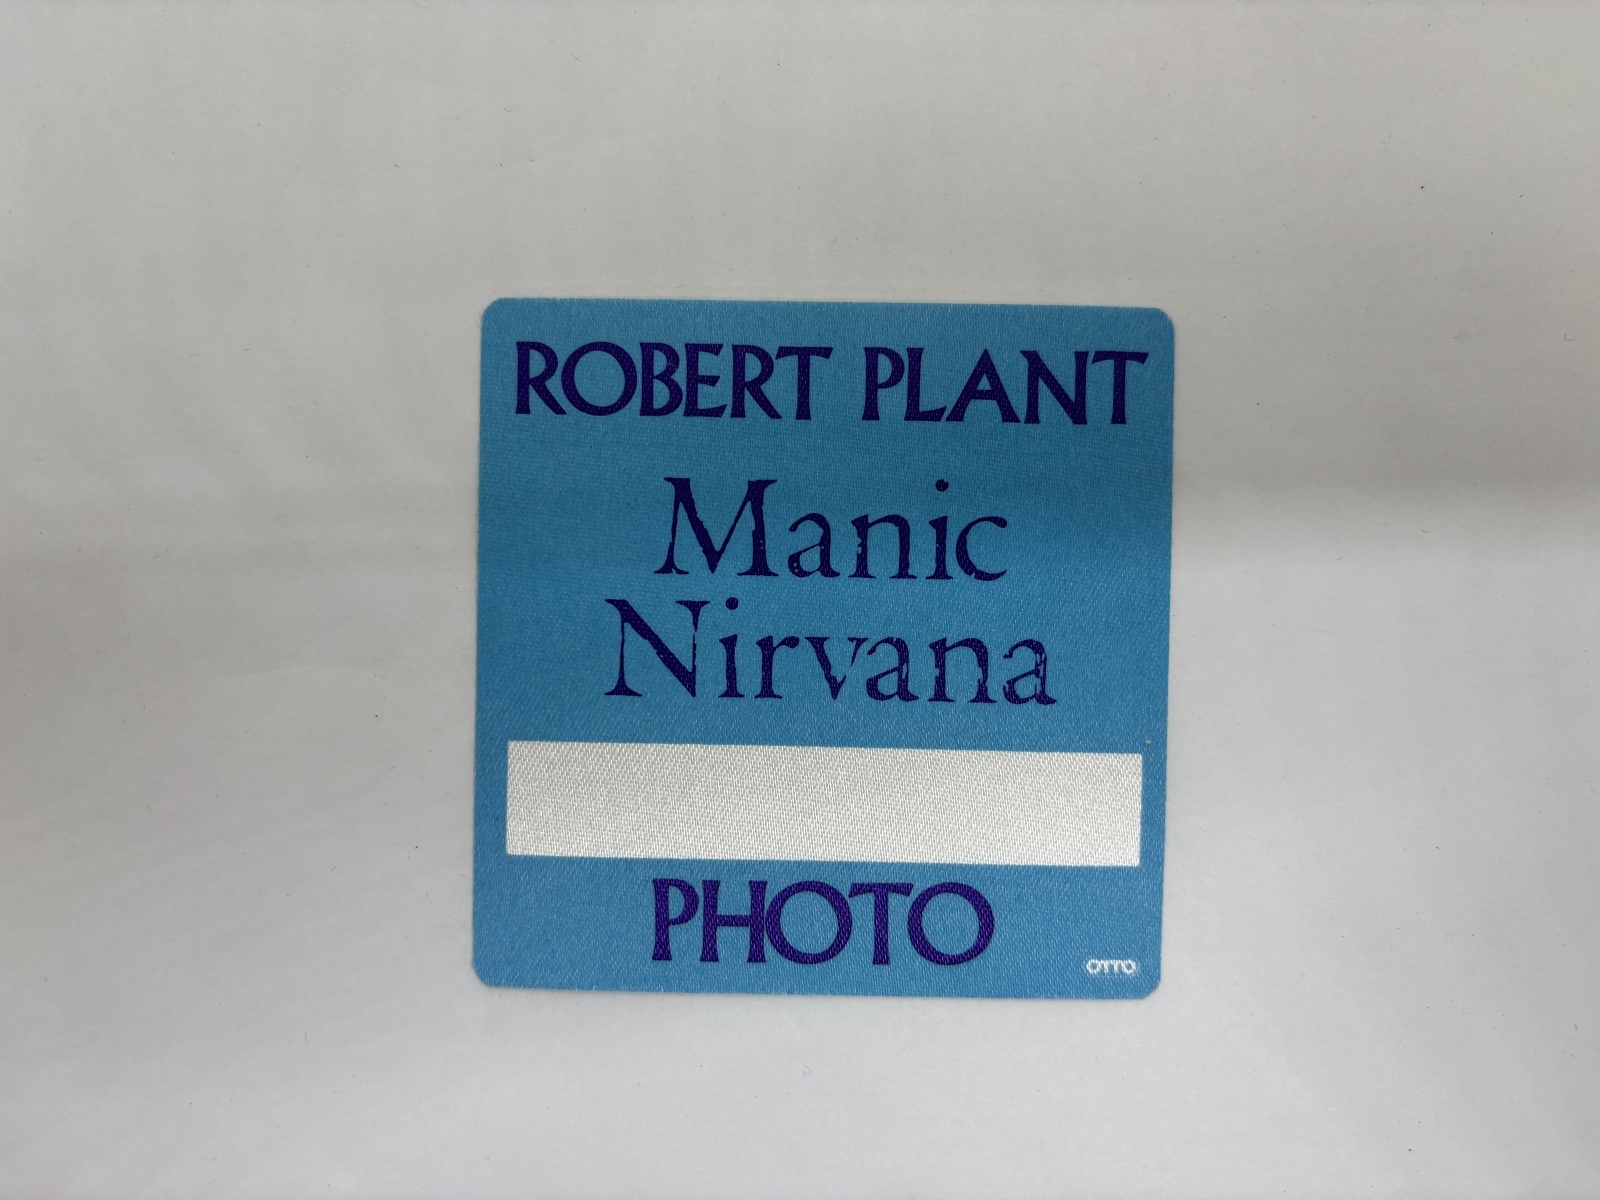 ROBERT PLANT
Manic
Nirvana
PHOTO
OTTO